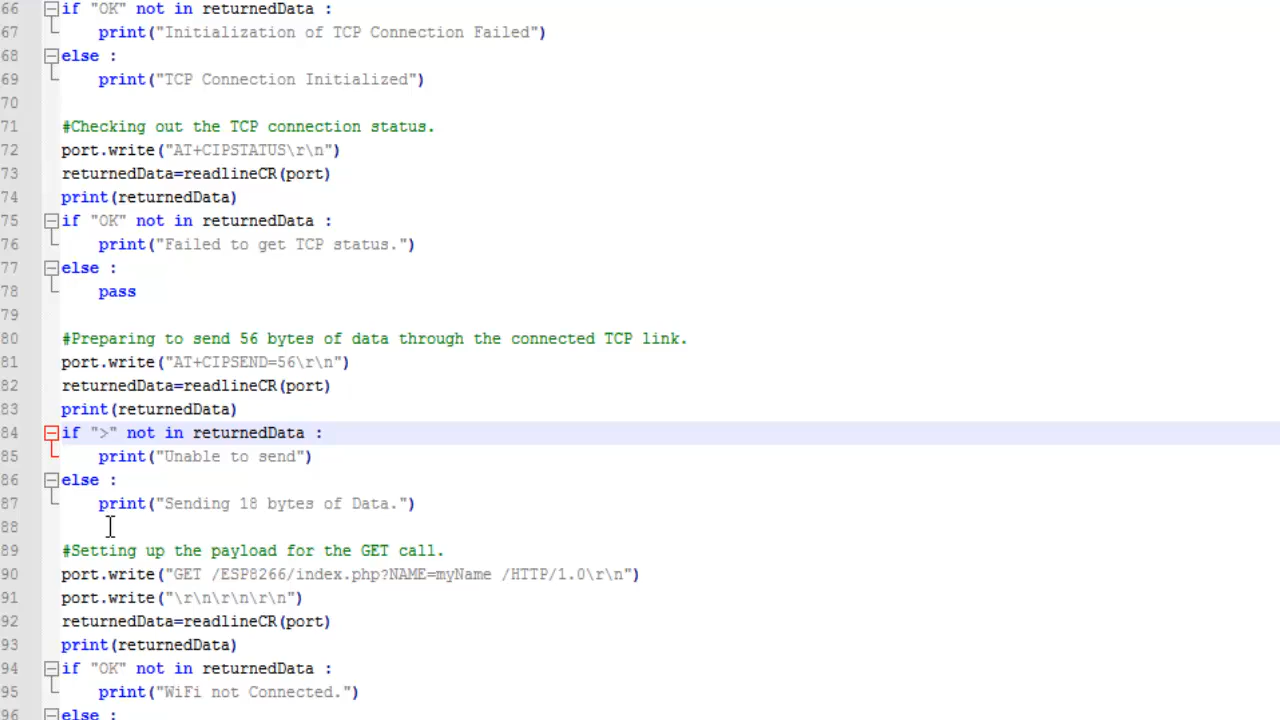 66 if "OK" not in returnedData :
67 print("Initialization of TCP Connection Failed")
68 else :
69 print("TCP Connection Initialized")
70
71 #Checking out the TCP connection status.
72 port.write("AT+CIPSTATUS\r\n")
73 returnedData=readlineCR(port)
74 print(returnedData)
75 if "OK" not in returnedData :
76 print("Failed to get TCP status.")
77 else :
78 pass
79
80 #Preparing to send 56 bytes of data through the connected TCP link.
81 port.write("AT+CIPSEND=56\r\n")
82 returnedData=readlineCR(port)
83 print(returnedData)
84 if ">" not in returnedData :
85 print("Unable to send")
86 else :
87 print("Sending 18 bytes of Data.")
88
89 #Setting up the payload for the GET call.
90 port.write("GET /ESP8266/index.php?NAME=myName /HTTP/1.0\r\n")
91 port.write("\r\n\r\n\r\n")
92 returnedData=readlineCR(port)
93 print(returnedData)
94 if "OK" not in returnedData :
95 print("WiFi not Connected.")
96 else :